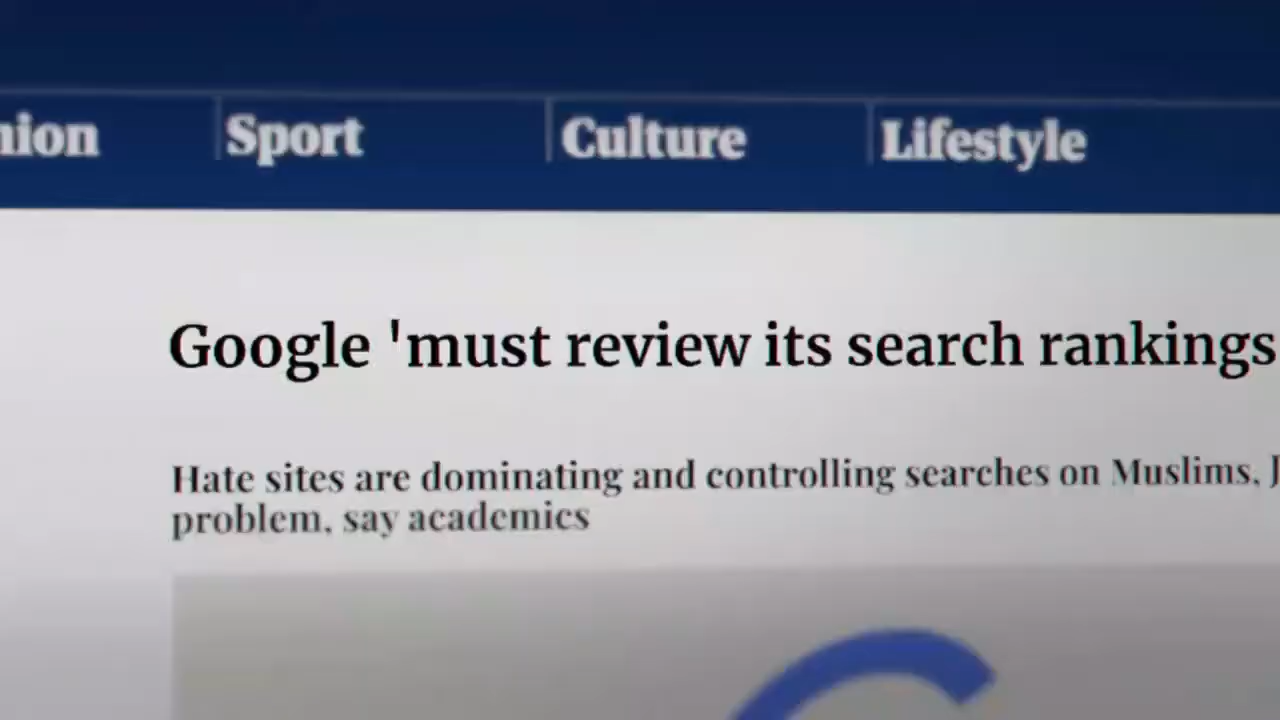 nion Sport Culture Lifestyle
Google 'must review its search rankings
Hate sites are dominating and controlling searches on Muslims, J
problem, say academics